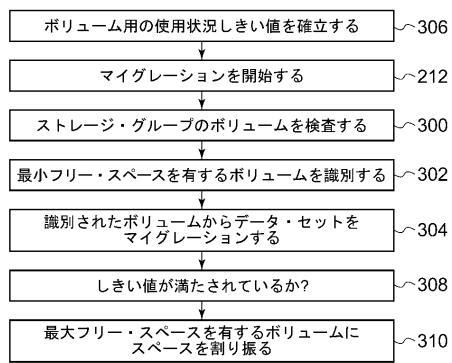 ボリューム用の使用状況しきい値を確立する 306
マイグレーションを開始する 212
ストレージ・グループのボリュームを検査する 300
最小フリー・スペースを有するボリュームを識別する 302
識別されたボリュームからデータ・セットを
マイグレーションする 304
しきい値が満たされているか? 308
最大フリー・スペースを有するボリュームに
スペースを割り振る 310